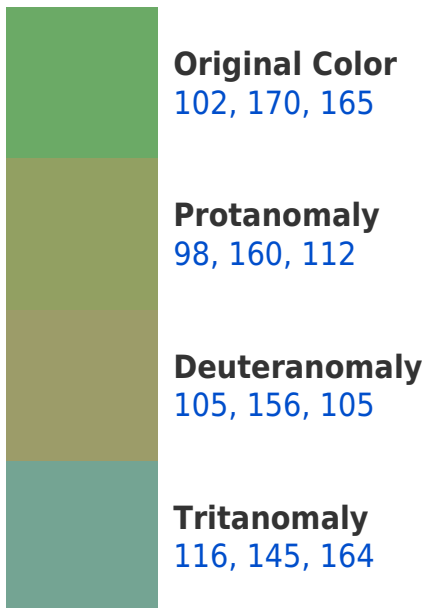 Original Color
102, 170, 165
Protanomaly
98, 160, 112
Deuteranomaly
105, 156, 105
Tritanomaly
116, 145, 164